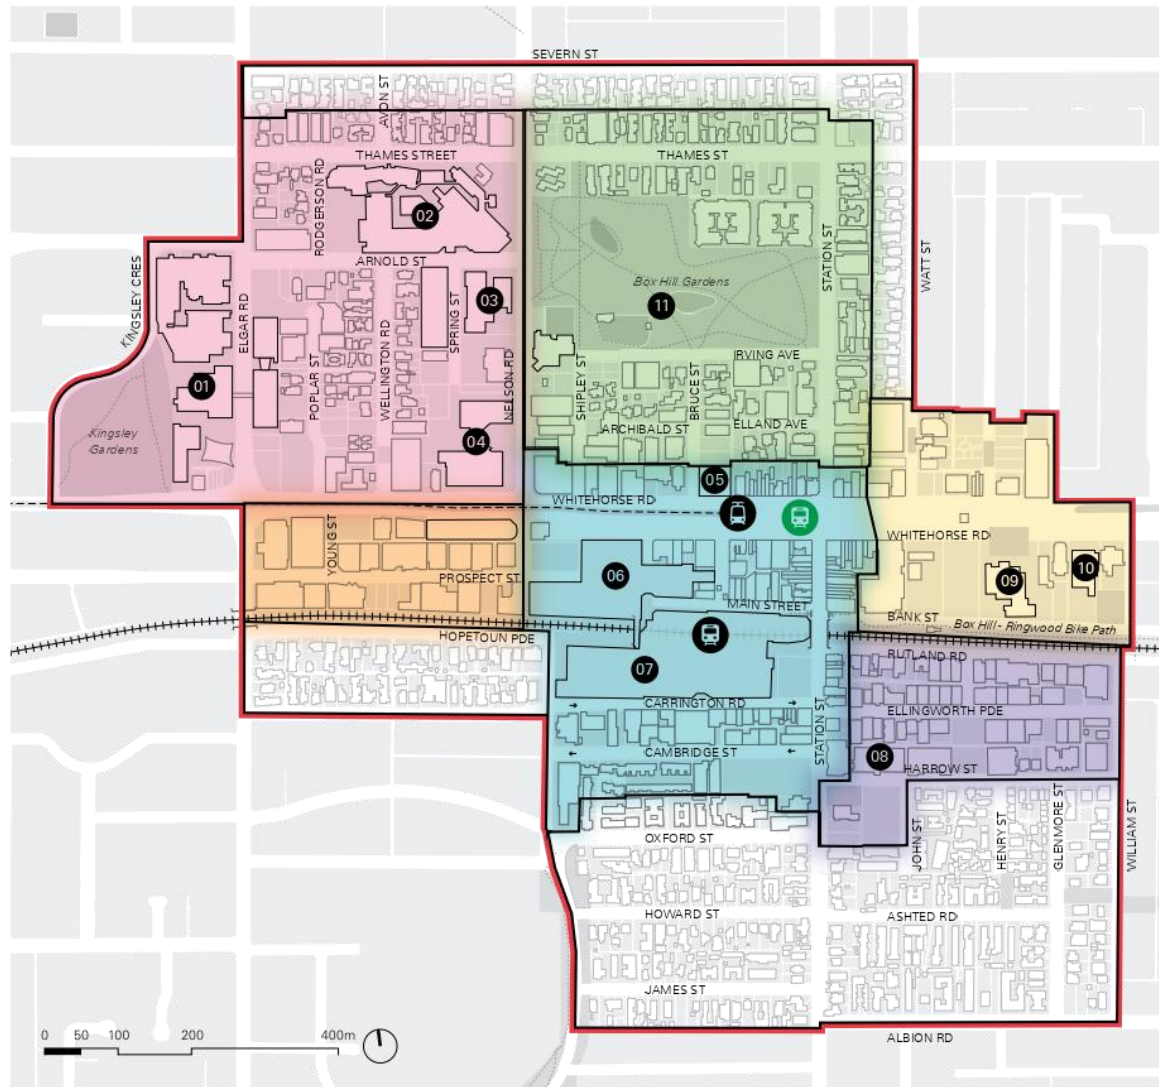 SEVERN ST
AVON ST
THAMES STREET
THAMES ST
RODGERSON RD
02
ARNOLD ST
KINGSLEY CRES
ELGAR RD
STATION ST
WATT ST
Box Hill Gardens
11
03
SPRING ST
WELLINGTON RD
POPLAR ST
NELSON RD
01
IRVING AVE
SHIPLEY ST
BRUCE ST
ELLAND AVE
ARCHIBALD ST
Kingsley
Gardens
04
05
WHITEHORSE RD
WHITEHORSE RD
YOUNG ST
PROSPECT ST
06
09
10
MAIN STREET
BANK ST
Box Hill - Ringwood Bike Path
HOPETOUN PDE
RUTLAND RD
07
CARRINGTON RD
ELLINGWORTH PDE
STATION ST
CAMBRIDGE ST
08
HARROW ST
OXFORD ST
JOHN ST
HENRY ST
GLENMORE ST
WILLIAM ST
HOWARD ST
ASHTED RD
JAMES ST
ALBION RD
0 50 100 200 400m